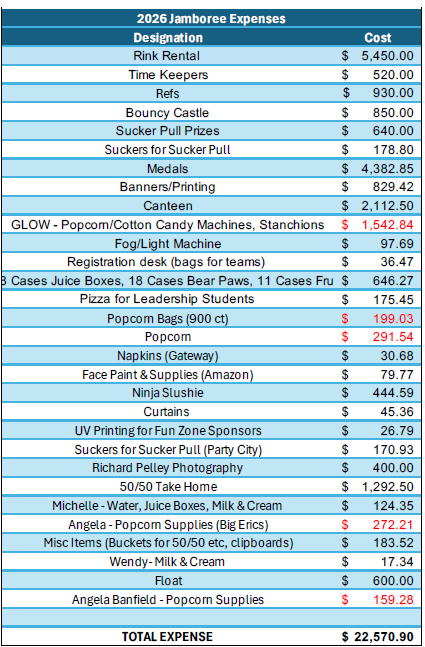 2026 Jamboree Expenses
Designation Cost
Rink Rental $ 5,450.00
Time Keepers $ 520.00
Refs $ 930.00
Bouncy Castle $ 850.00
Sucker Pull Prizes $ 640.00
Suckers for Sucker Pull $ 178.80
Medals $ 4,382.85
Banners/Printing $ 829.42
Canteen $ 2,112.50
GLOW - Popcorn/Cotton Candy Machines, Stanchions $ 1,542.84
Fog/Light Machine $ 97.69
Registration desk (bags for teams) $ 36.47
Cases Juice Boxes, 18 Cases Bear Paws, 11 Cases Fru $ 646.27
Pizza for Leadership Students $ 175.45
Popcorn Bags (900 ct) $ 199.03
Popcorn $ 291.54
Napkins (Gateway) $ 30.68
Face Paint & Supplies (Amazon) $ 79.77
Ninja Slushie $ 444.59
Curtains $ 45.36
UV Printing for Fun Zone Sponsors $ 26.79
Suckers for Sucker Pull (Party City) $ 170.93
Richard Pelley Photography $ 400.00
50/50 Take Home $ 1,292.50
Michelle - Water, Juice Boxes, Milk & Cream $ 124.35
Angela - Popcorn Supplies (Big Erics) $ 272.21
Misc Items (Buckets for 50/50 etc, clipboards) $ 183.52
Wendy- Milk & Cream $ 17.34
Float $ 600.00
Angela Banfield - Popcorn Supplies $ 159.28
TOTAL EXPENSE $ 22,570.90